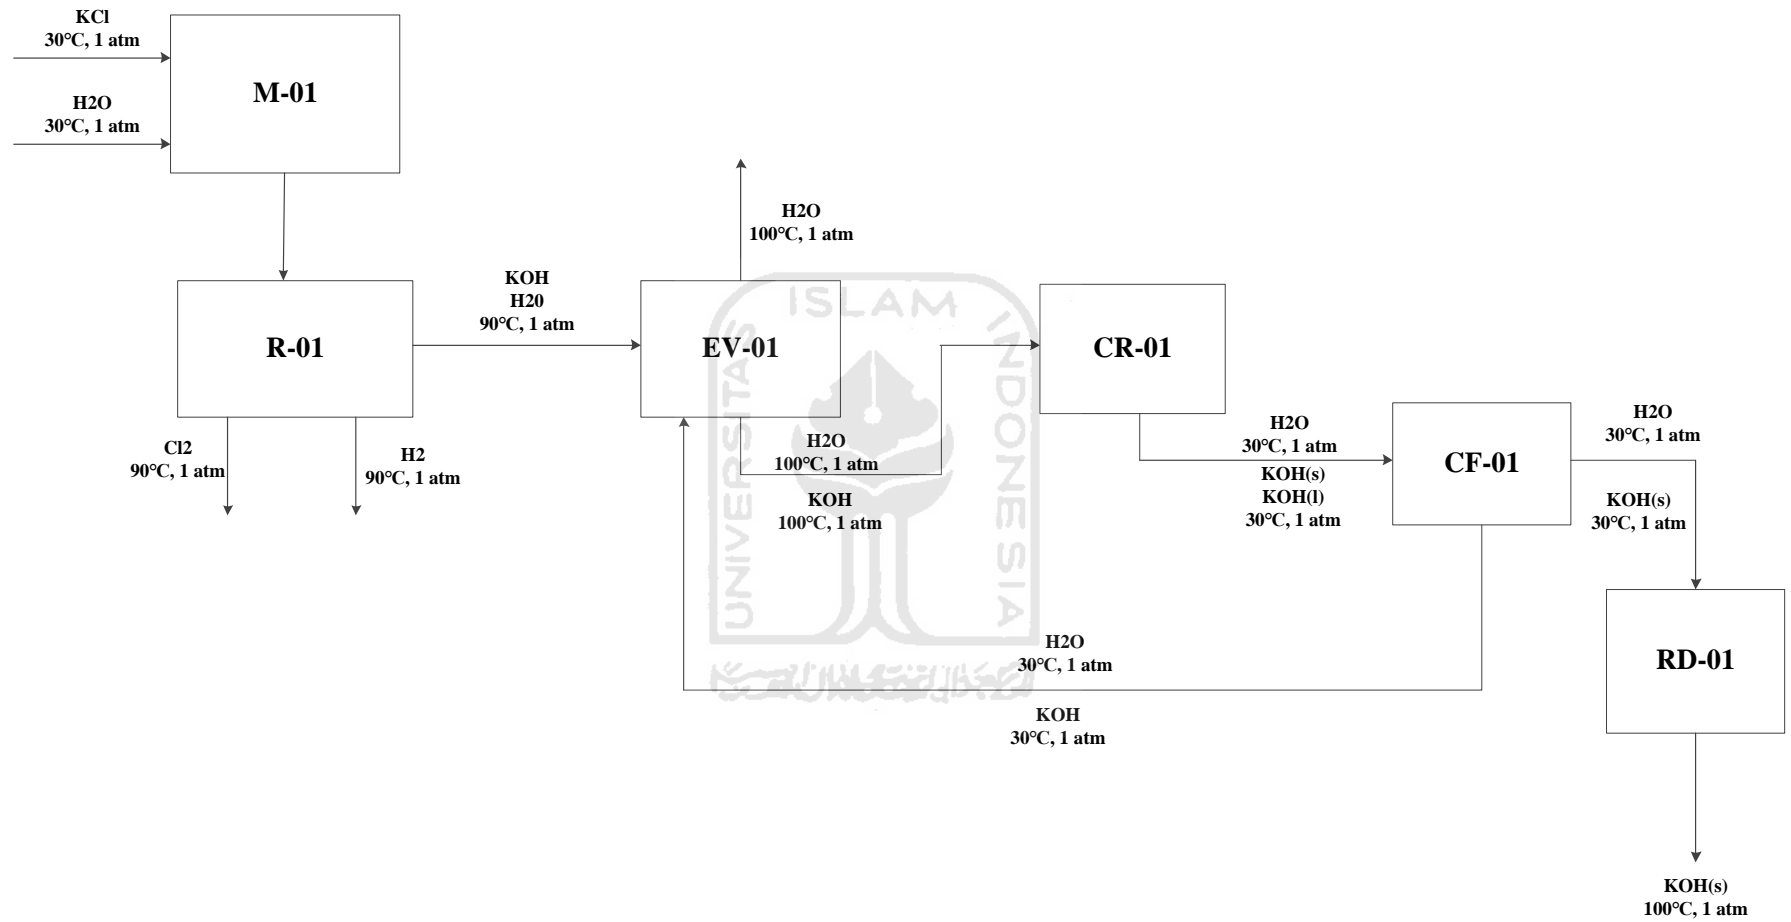 KCl
30°C, 1 atm
H2O
30°C, 1 atm
M-01
H2O
100°C, 1 atm
R-01
KOH
H20
90°C, 1 atm
EV-01
CR-01
Cl2
90°C, 1 atm
H2
90°C, 1 atm
H2O
100°C, 1 atm
KOH
100°C, 1 atm
H2O
30°C, 1 atm
KOH(s)
KOH(l)
30°C, 1 atm
CF-01
H2O
30°C, 1 atm
KOH(s)
30°C, 1 atm
H2O
30°C, 1 atm
KOH
30°C, 1 atm
RD-01
KOH(s)
100°C, 1 atm
UNIVERSITAS
ISLAM
INDONESIA